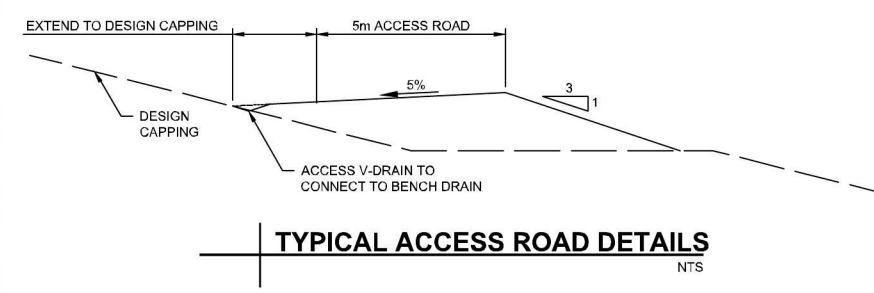 EXTEND TO DESIGN CAPPING
5m ACCESS ROAD
5%
3
1
DESIGN
CAPPING
ACCESS V-DRAIN TO
CONNECT TO BENCH DRAIN
TYPICAL ACCESS ROAD DETAILS
NTS